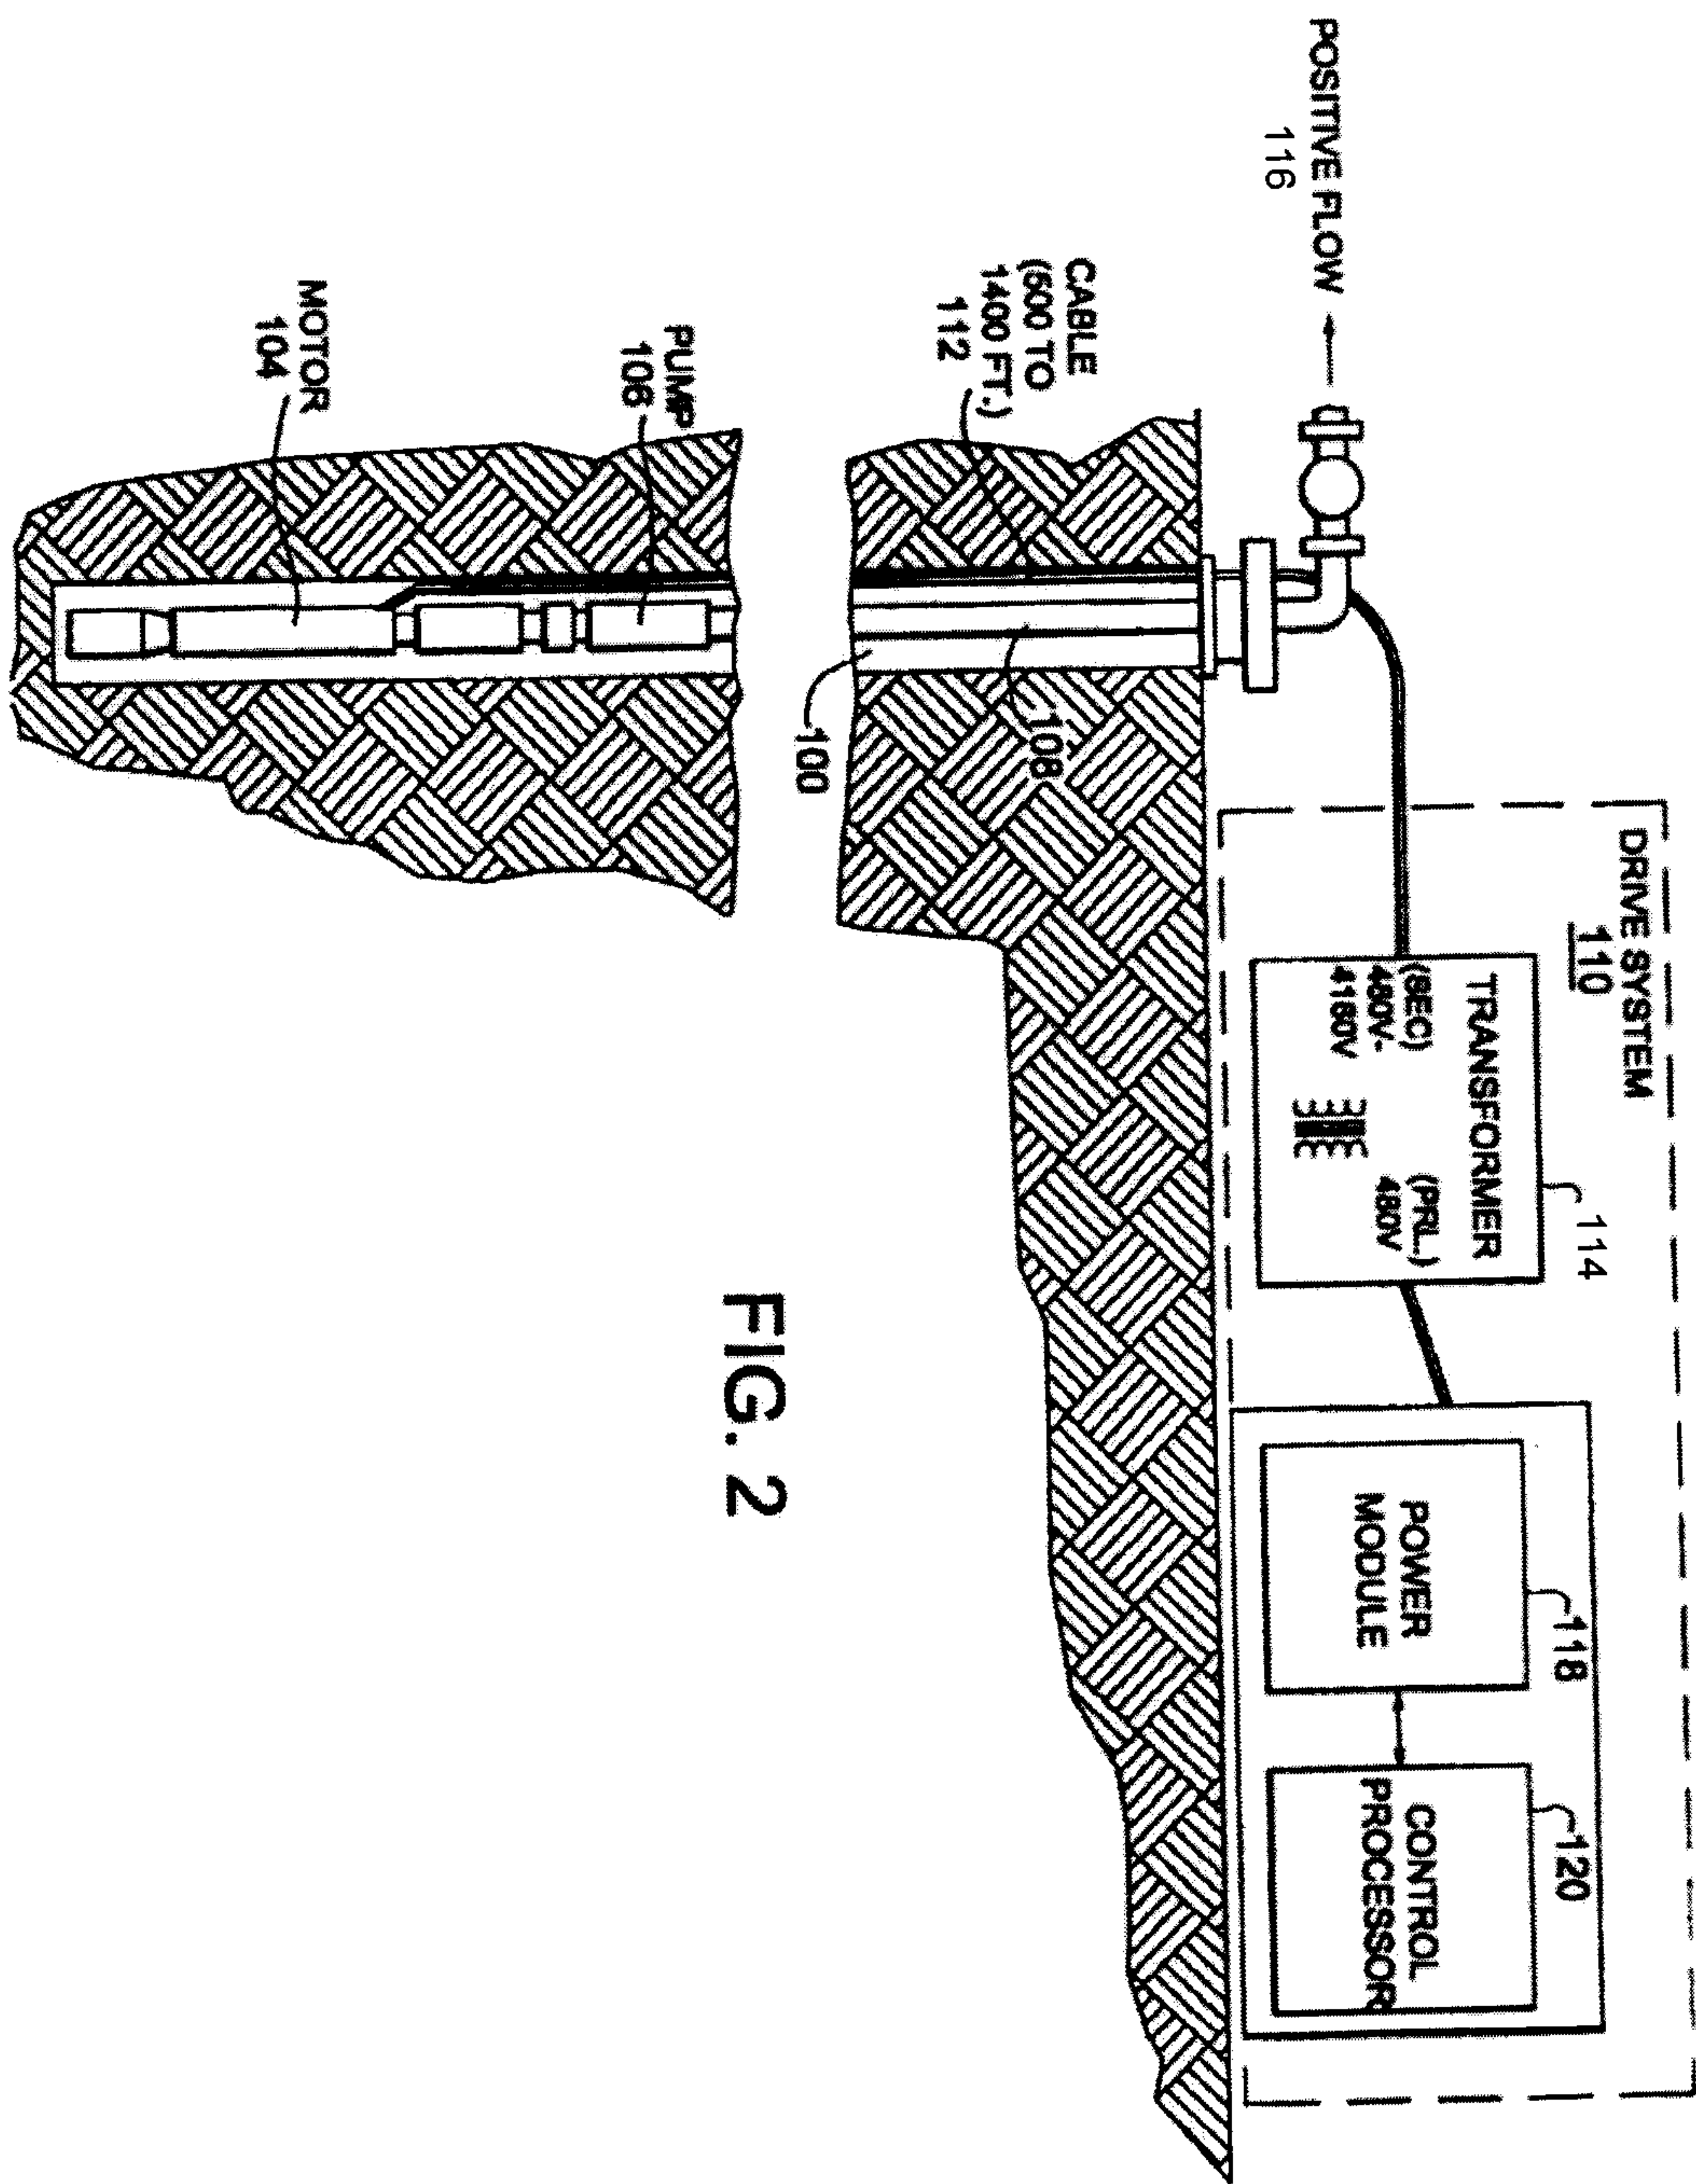 DRIVE SYSTEM
110
POSITIVE FLOW
116
TRANSFORMER
114
(SEC)
480V-
4160V
(PRI.)
480V
118
POWER
MODULE
120
CONTROL
PROCESSOR
CABLE
(500 TO
1400 FT.)
112
108
100
PUMP
106
MOTOR
104
FIG. 2